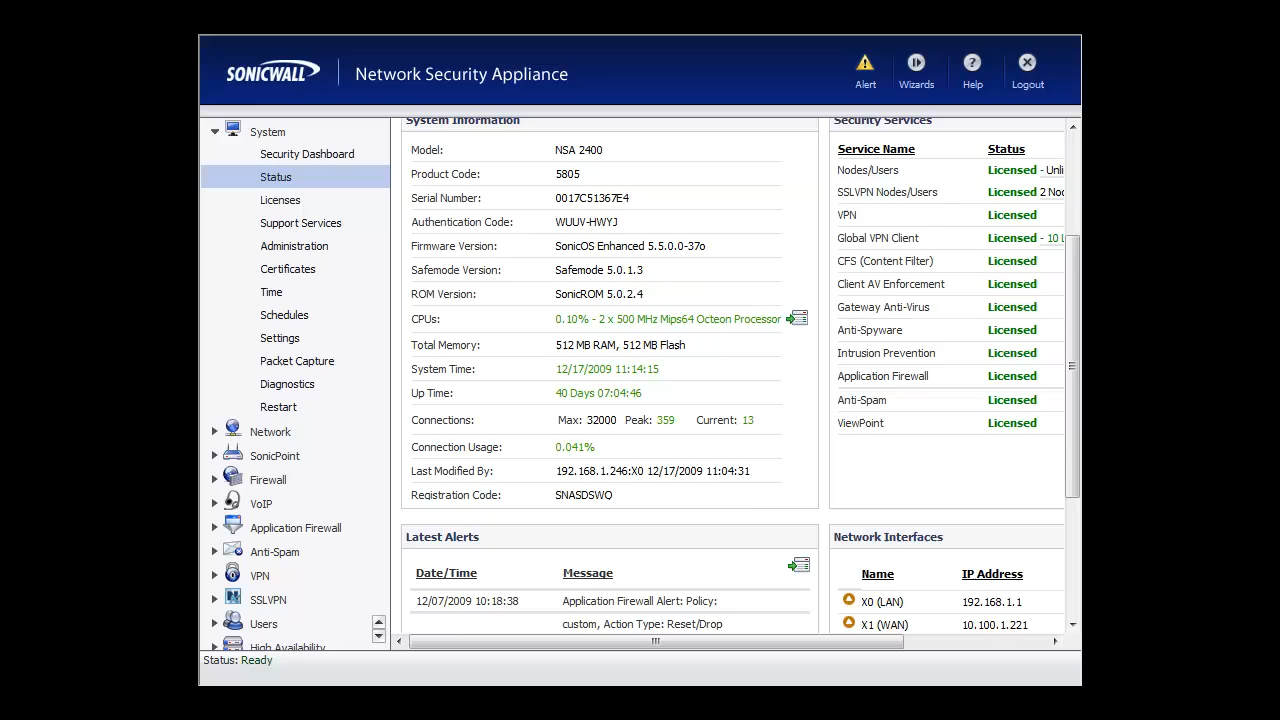 SONICWALL
Network Security Appliance
Alert
Wizards
Help
Logout
System
Security Dashboard
Status
Licenses
Support Services
Administration
Certificates
Time
Schedules
Settings
Packet Capture
Diagnostics
Restart
Network
SonicPoint
Firewall
VoIP
Application Firewall
Anti-Spam
VPN
SSLVPN
Users
High Availability
System Information
Model: NSA 2400
Product Code: 5805
Serial Number: 0017C51367E4
Authentication Code: WUUV-HWYJ
Firmware Version: SonicOS Enhanced 5.5.0.0-37o
Safemode Version: Safemode 5.0.1.3
ROM Version: SonicROM 5.0.2.4
CPUs: 0.10% - 2 x 500 MHz Mips64 Octeon Processor
Total Memory: 512 MB RAM, 512 MB Flash
System Time: 12/17/2009 11:14:15
Up Time: 40 Days 07:04:46
Connections: Max: 32000 Peak: 359 Current: 13
Connection Usage: 0.041%
Last Modified By: 192.168.1.246:X0 12/17/2009 11:04:31
Registration Code: SNASDSWQ
Security Services
Service Name Status
Nodes/Users Licensed - Unli
SSLVPN Nodes/Users Licensed 2 Noc
VPN Licensed
Global VPN Client Licensed - 10 L
CFS (Content Filter) Licensed
Client AV Enforcement Licensed
Gateway Anti-Virus Licensed
Anti-Spyware Licensed
Intrusion Prevention Licensed
Application Firewall Licensed
Anti-Spam Licensed
ViewPoint Licensed
Latest Alerts
Date/Time Message
12/07/2009 10:18:38 Application Firewall Alert: Policy:
custom, Action Type: Reset/Drop
Network Interfaces
Name IP Address
X0 (LAN) 192.168.1.1
X1 (WAN) 10.100.1.221
Status: Ready